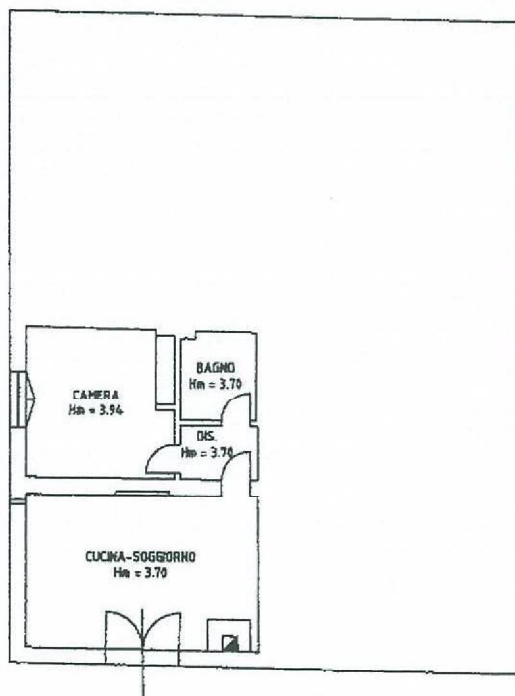 BAGNO
Hm = 3.70
CAMERA
Hm = 3.94
DIS.
Hm = 3.70
CUCINA-SOGGIORNO
Hm = 3.70